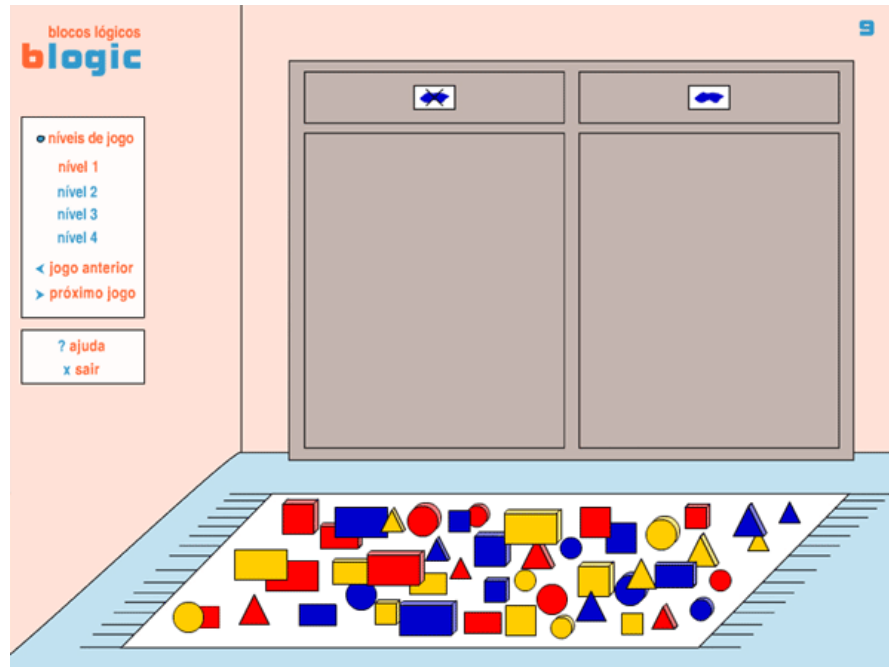 blocos lógicos
blogic
9
níveis de jogo
nível 1
nível 2
nível 3
nível 4
< jogo anterior
> próximo jogo
? ajuda
x sair